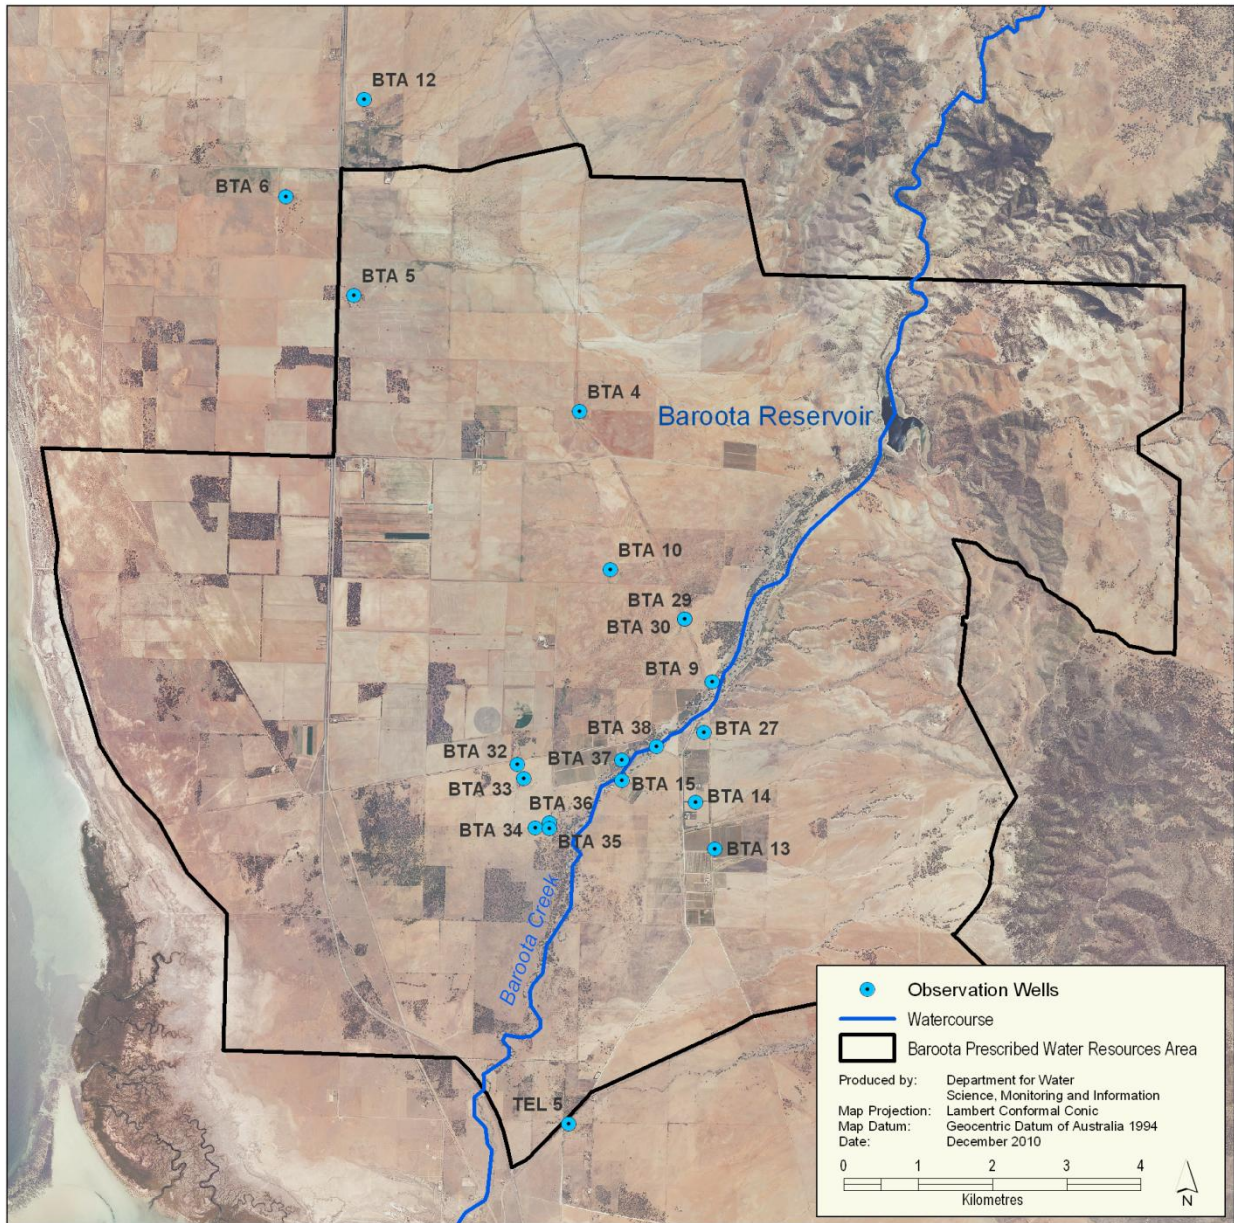 BTA 12
BTA 6
BTA 5
BTA 4
Baroota Reservoir
BTA 10
BTA 29
BTA 30
BTA 9
BTA 38
BTA 27
BTA 32
BTA 37
BTA 33
BTA 15
BTA 14
BTA 36
BTA 34
BTA 35
BTA 13
Baroota Creek
TEL 5
Observation Wells
Watercourse
Baroota Prescribed Water Resources Area
Produced by: Department for Water
Science, Monitoring and Information
Map Projection: Lambert Conformal Conic
Map Datum: Geocentric Datum of Australia 1994
Date: December 2010
0 1 2 3 4
Kilometres
N